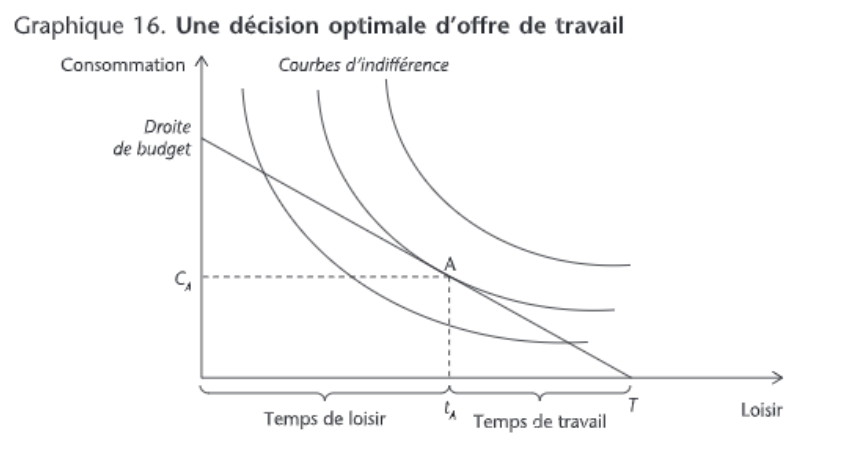 Graphique 16. Une décision optimale d'offre de travail
Consommation
Courbes d'indifférence
Droite
de budget
A
C_A
Temps de loisir
t_A
Temps de travail
T
Loisir